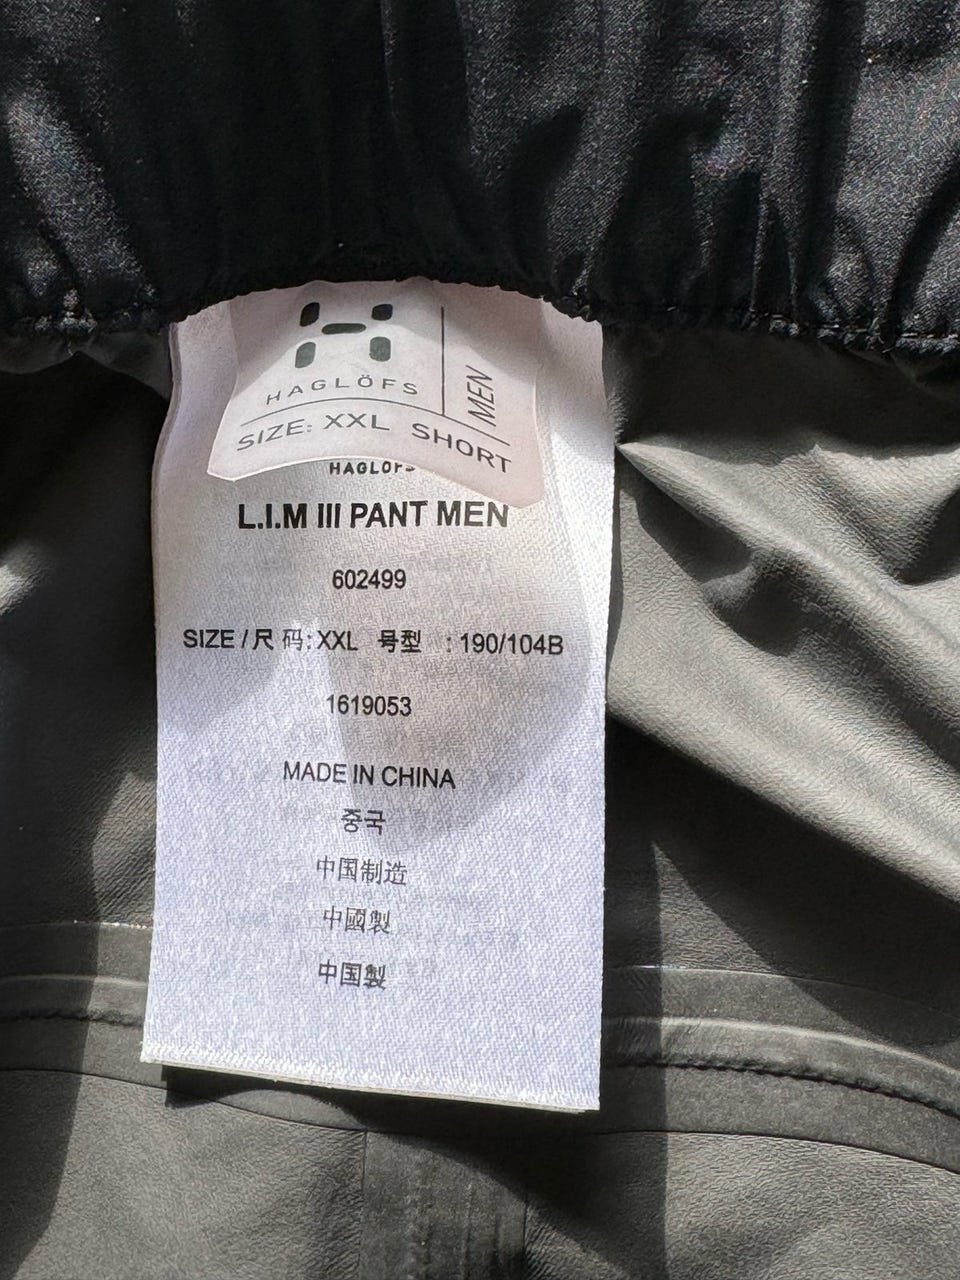 HAGLÖFS
MEN
SIZE: XXL SHORT
HAGLÖFS
L.I.M III PANT MEN
602499
SIZE / 尺 码: XXL 号型 : 190/104B
1619053
MADE IN CHINA
중국
中国制造
中國製
中国製